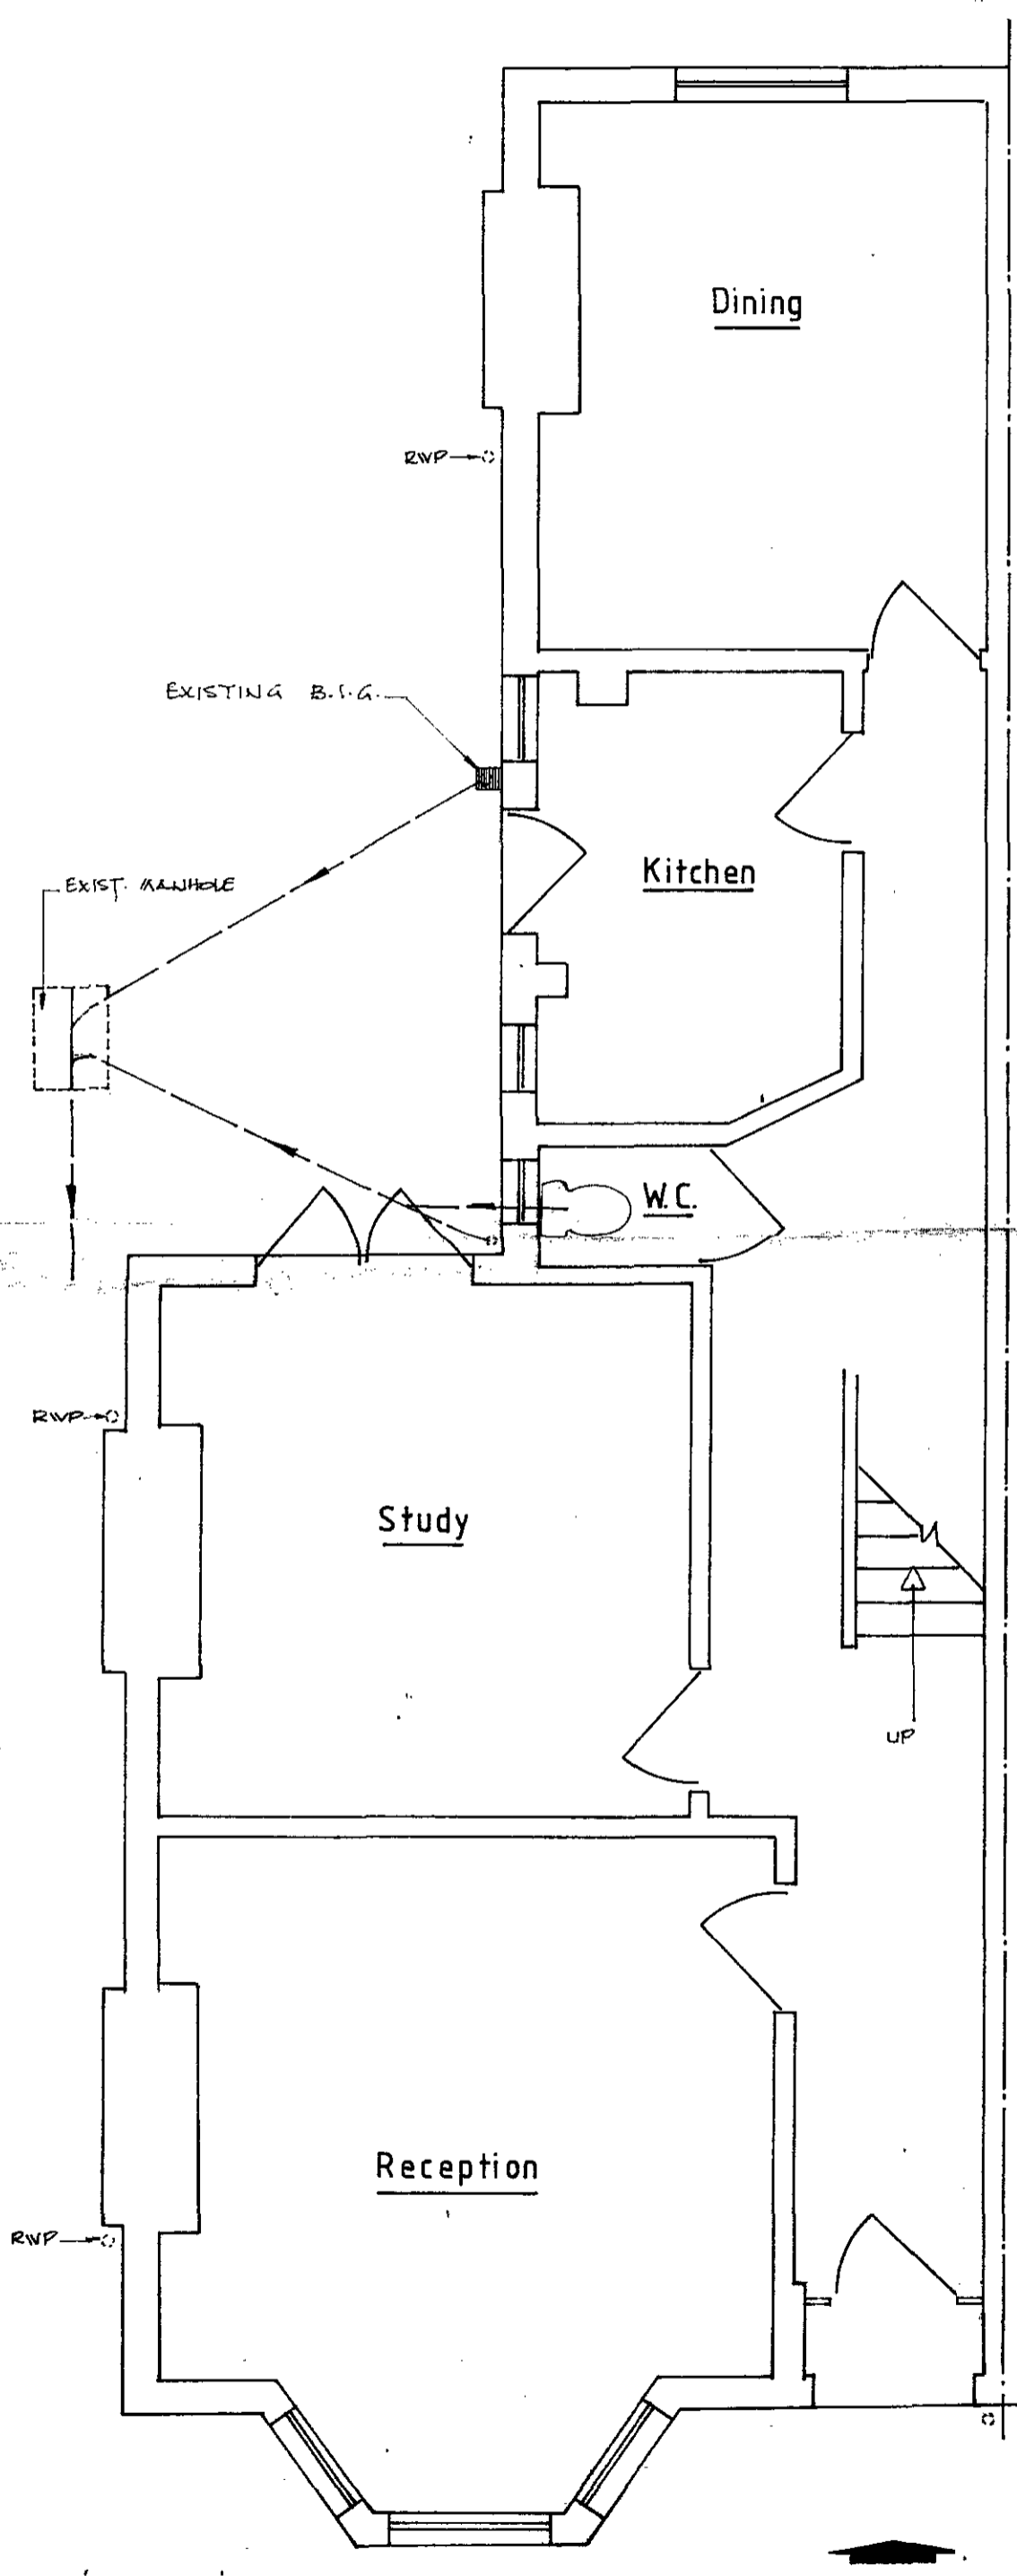 Dining
RWP
EXISTING B.I.G.
Kitchen
EXIST. MANHOLE
W.C.
RWP
Study
UP
Reception
RWP